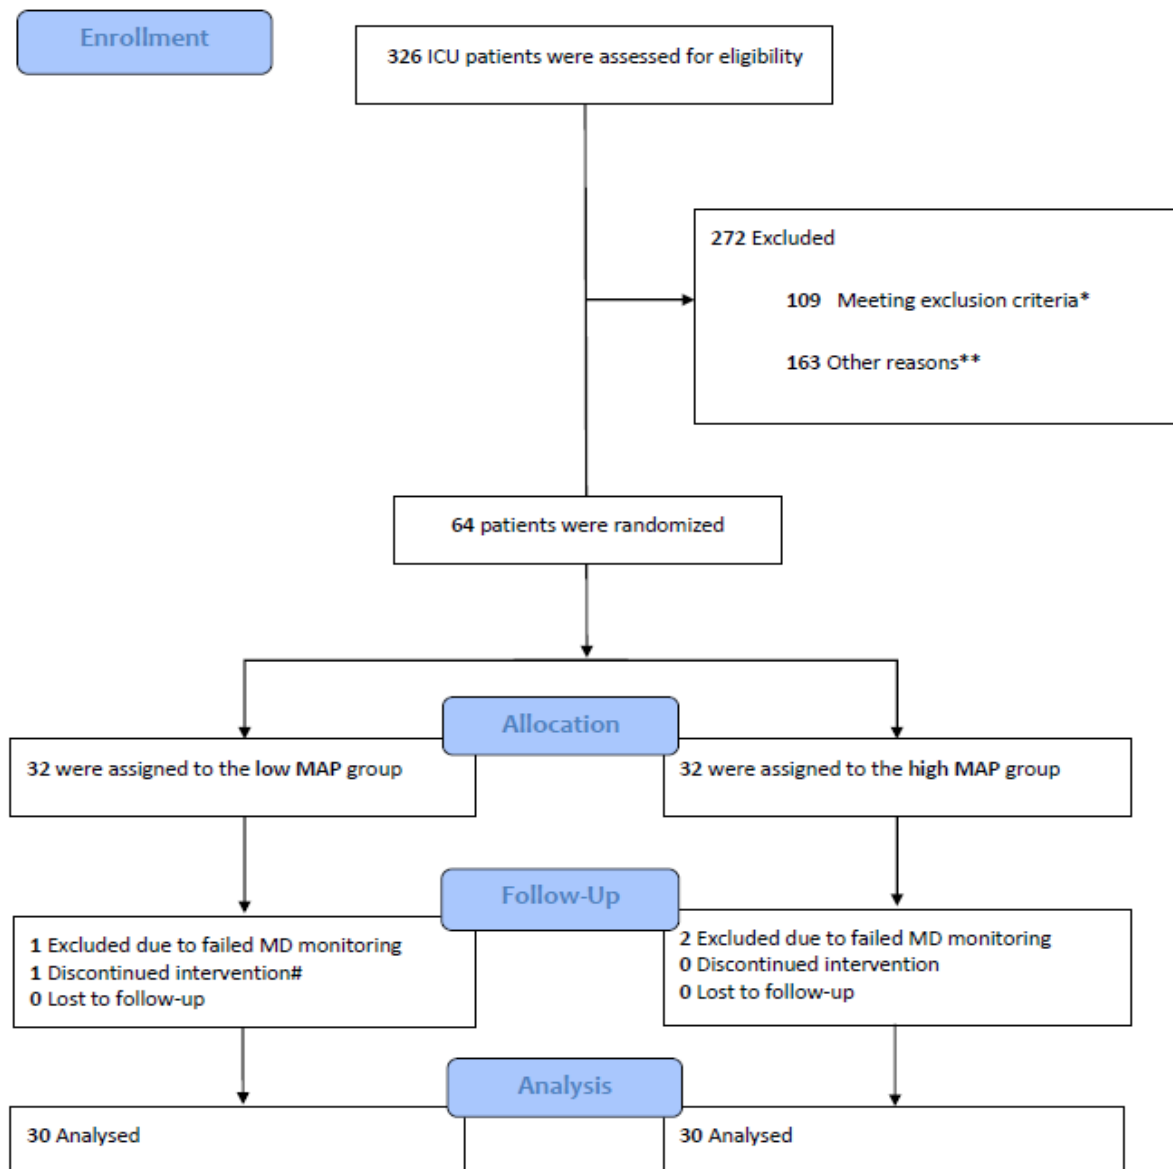 Enrollment
326 ICU patients were assessed for eligibility
272 Excluded
109 Meeting exclusion criteria*
163 Other reasons**
64 patients were randomized
Allocation
32 were assigned to the low MAP group
32 were assigned to the high MAP group
Follow-Up
1 Excluded due to failed MD monitoring
1 Discontinued intervention#
0 Lost to follow-up
2 Excluded due to failed MD monitoring
0 Discontinued intervention
0 Lost to follow-up
Analysis
30 Analysed
30 Analysed